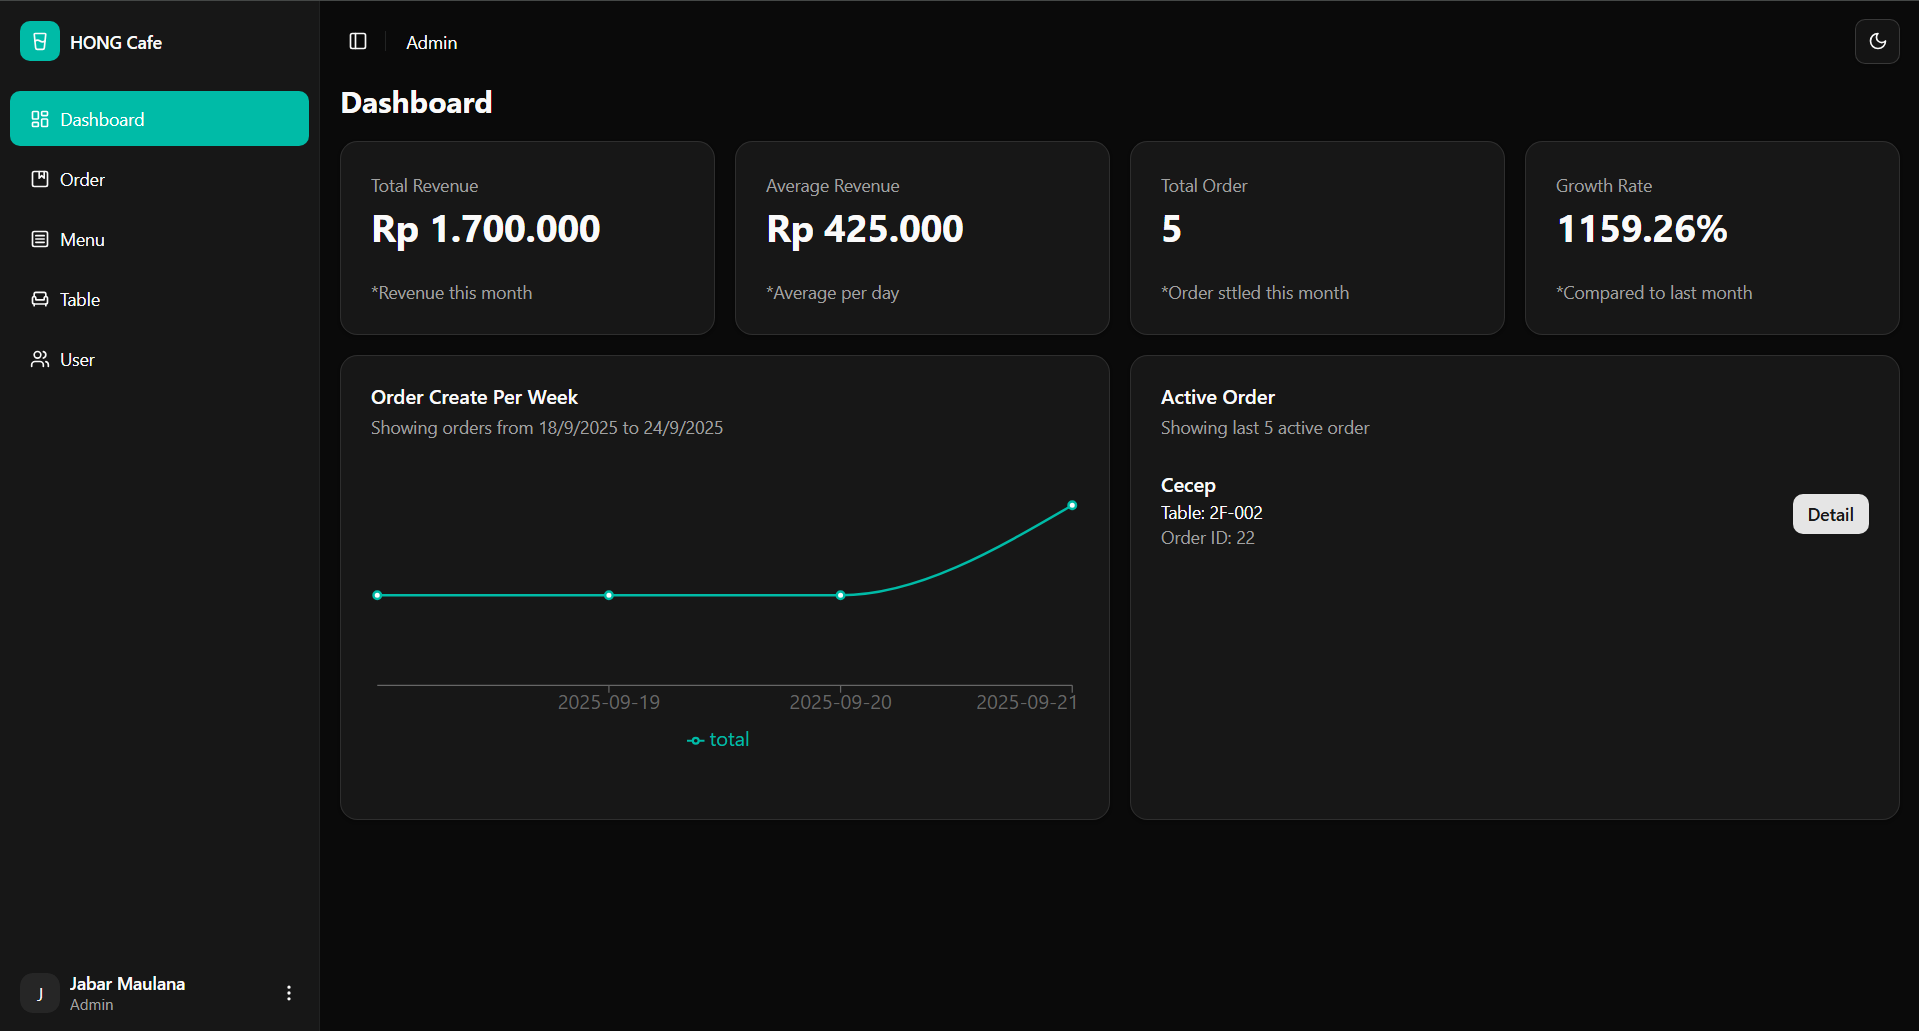 HONG Cafe
Dashboard
Order
Menu
Table
User
J
Jabar Maulana
Admin
Admin
Dashboard
Total Revenue
Rp 1.700.000
*Revenue this month
Average Revenue
Rp 425.000
*Average per day
Total Order
5
*Order sttled this month
Growth Rate
1159.26%
*Compared to last month
Order Create Per Week
Showing orders from 18/9/2025 to 24/9/2025
2025-09-19
2025-09-20
2025-09-21
total
Active Order
Showing last 5 active order
Cecep
Table: 2F-002
Order ID: 22
Detail